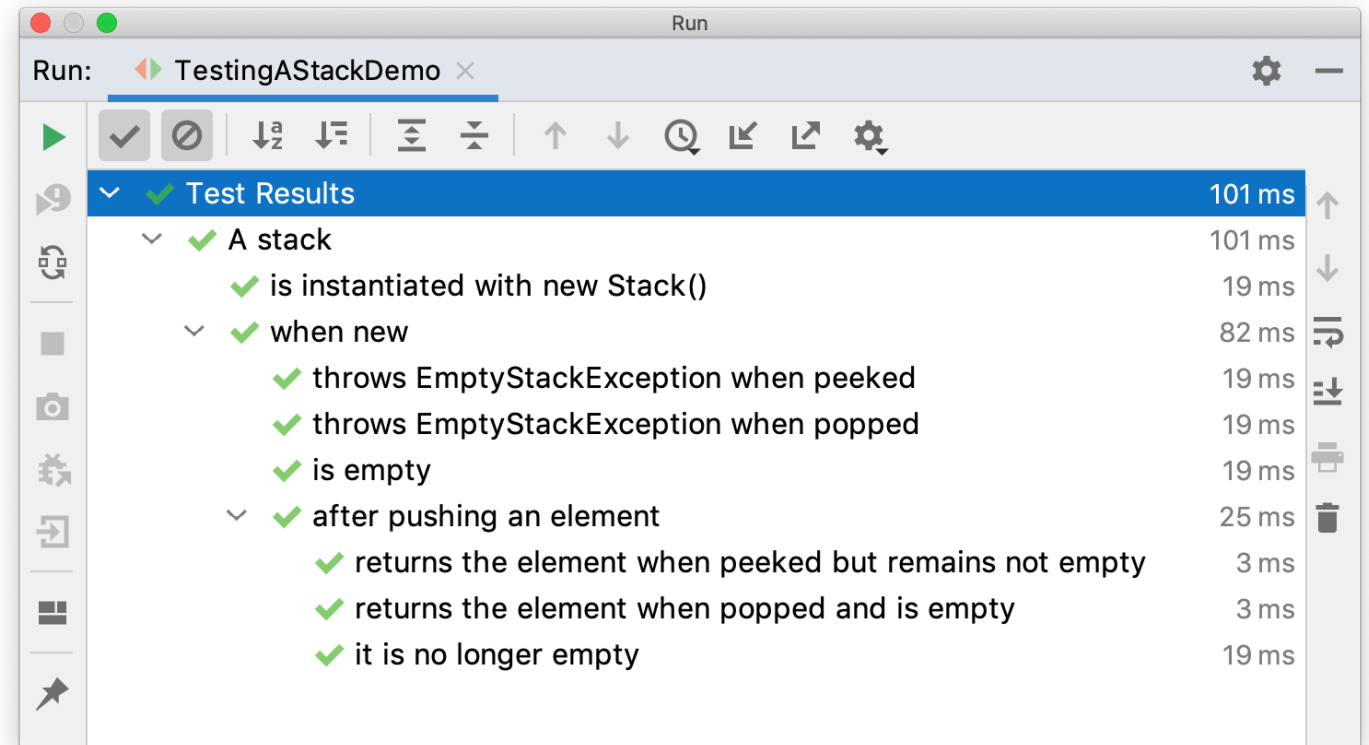 Run
Run: TestingAStackDemo
Test Results 101 ms
A stack 101 ms
is instantiated with new Stack() 19 ms
when new 82 ms
throws EmptyStackException when peeked 19 ms
throws EmptyStackException when popped 19 ms
is empty 19 ms
after pushing an element 25 ms
returns the element when peeked but remains not empty 3 ms
returns the element when popped and is empty 3 ms
it is no longer empty 19 ms